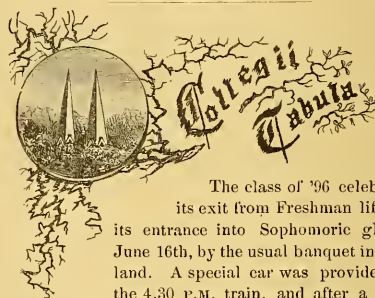 Collegii
Tabula.
The class of '96 celeb
its exit from Freshman lif
its entrance into Sophomoric gl
June 16th, by the usual banquet in
land. A special car was provide
the 4.30 P.M. train, and after a